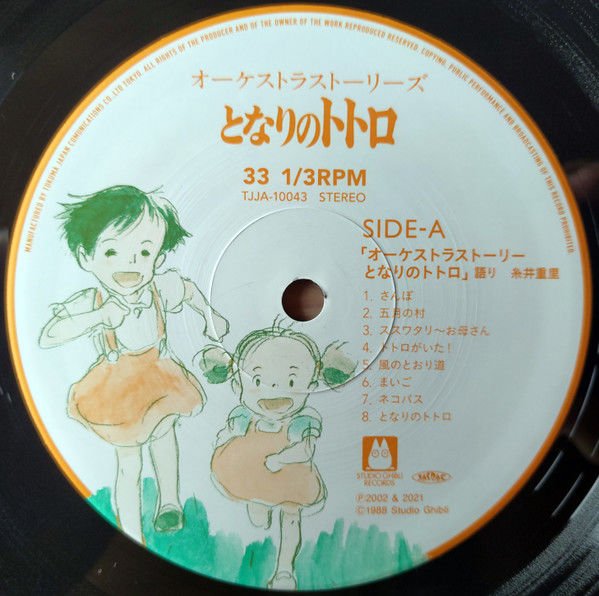 MANUFACTURED BY TOKUMA JAPAN COMUNICATIONS CO., LTD TOKYO. ALL RIGHTS OF THE PRODUCER AND OF THE OWNER OF THE WORK REPRODUCED RESERVED. COPYING, PUBLIC PERFORMANCE AND BROADCASTING OF THIS RECORD PROHIBITED
オーケストラストーリーズ
となりのトトロ
33 1/3RPM
TJJA-10043 STEREO
SIDE-A
「オーケストラストーリー
となりのトトロ」語り 糸井重里
1. さんぽ
2. 五月の村
3. ススワタリ〜お母さん
4. トトロがいた!
5. 風のとおり道
6. まいご
7. ネコバス
8. となりのトトロ
STUDIO GHIBLI
RECORDS
JASRAC
Ⓟ2002 & 2021
©1988 Studio Ghibli